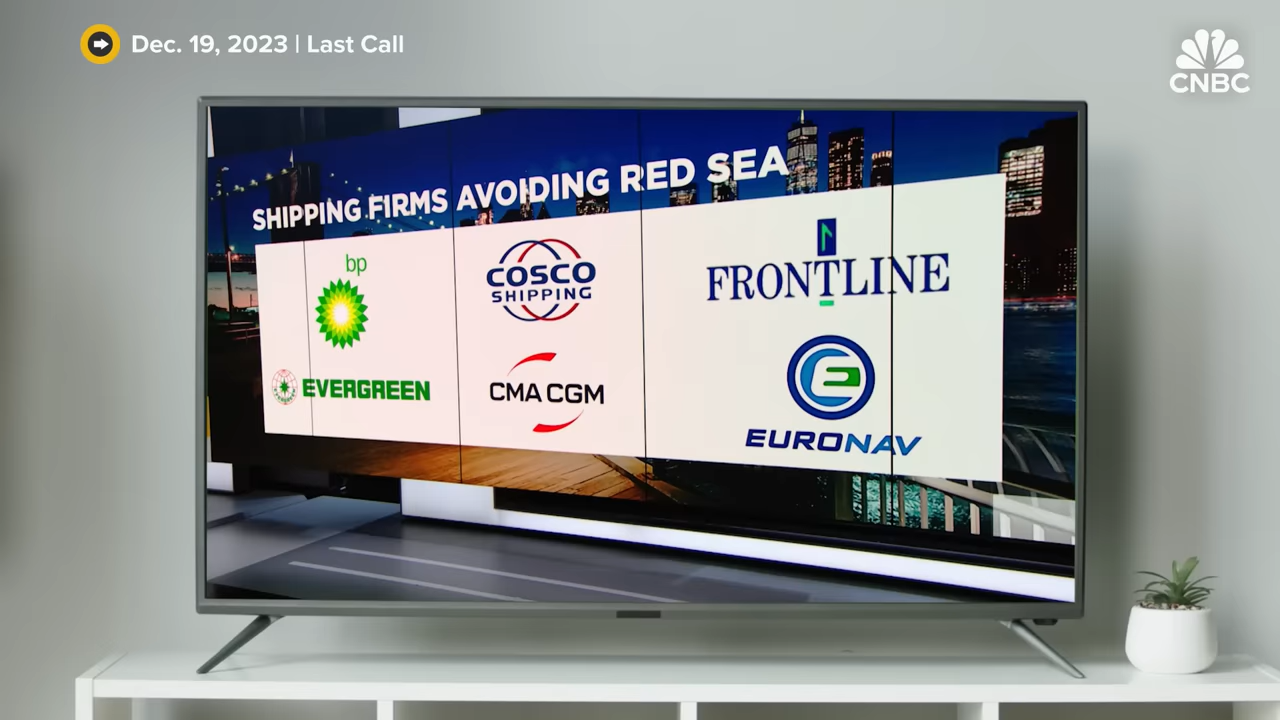 Dec. 19, 2023 | Last Call
CNBC
SHIPPING FIRMS AVOIDING RED SEA
bp
COSCO
SHIPPING
FRONTLINE
EVERGREEN
CMA CGM
EURONAV